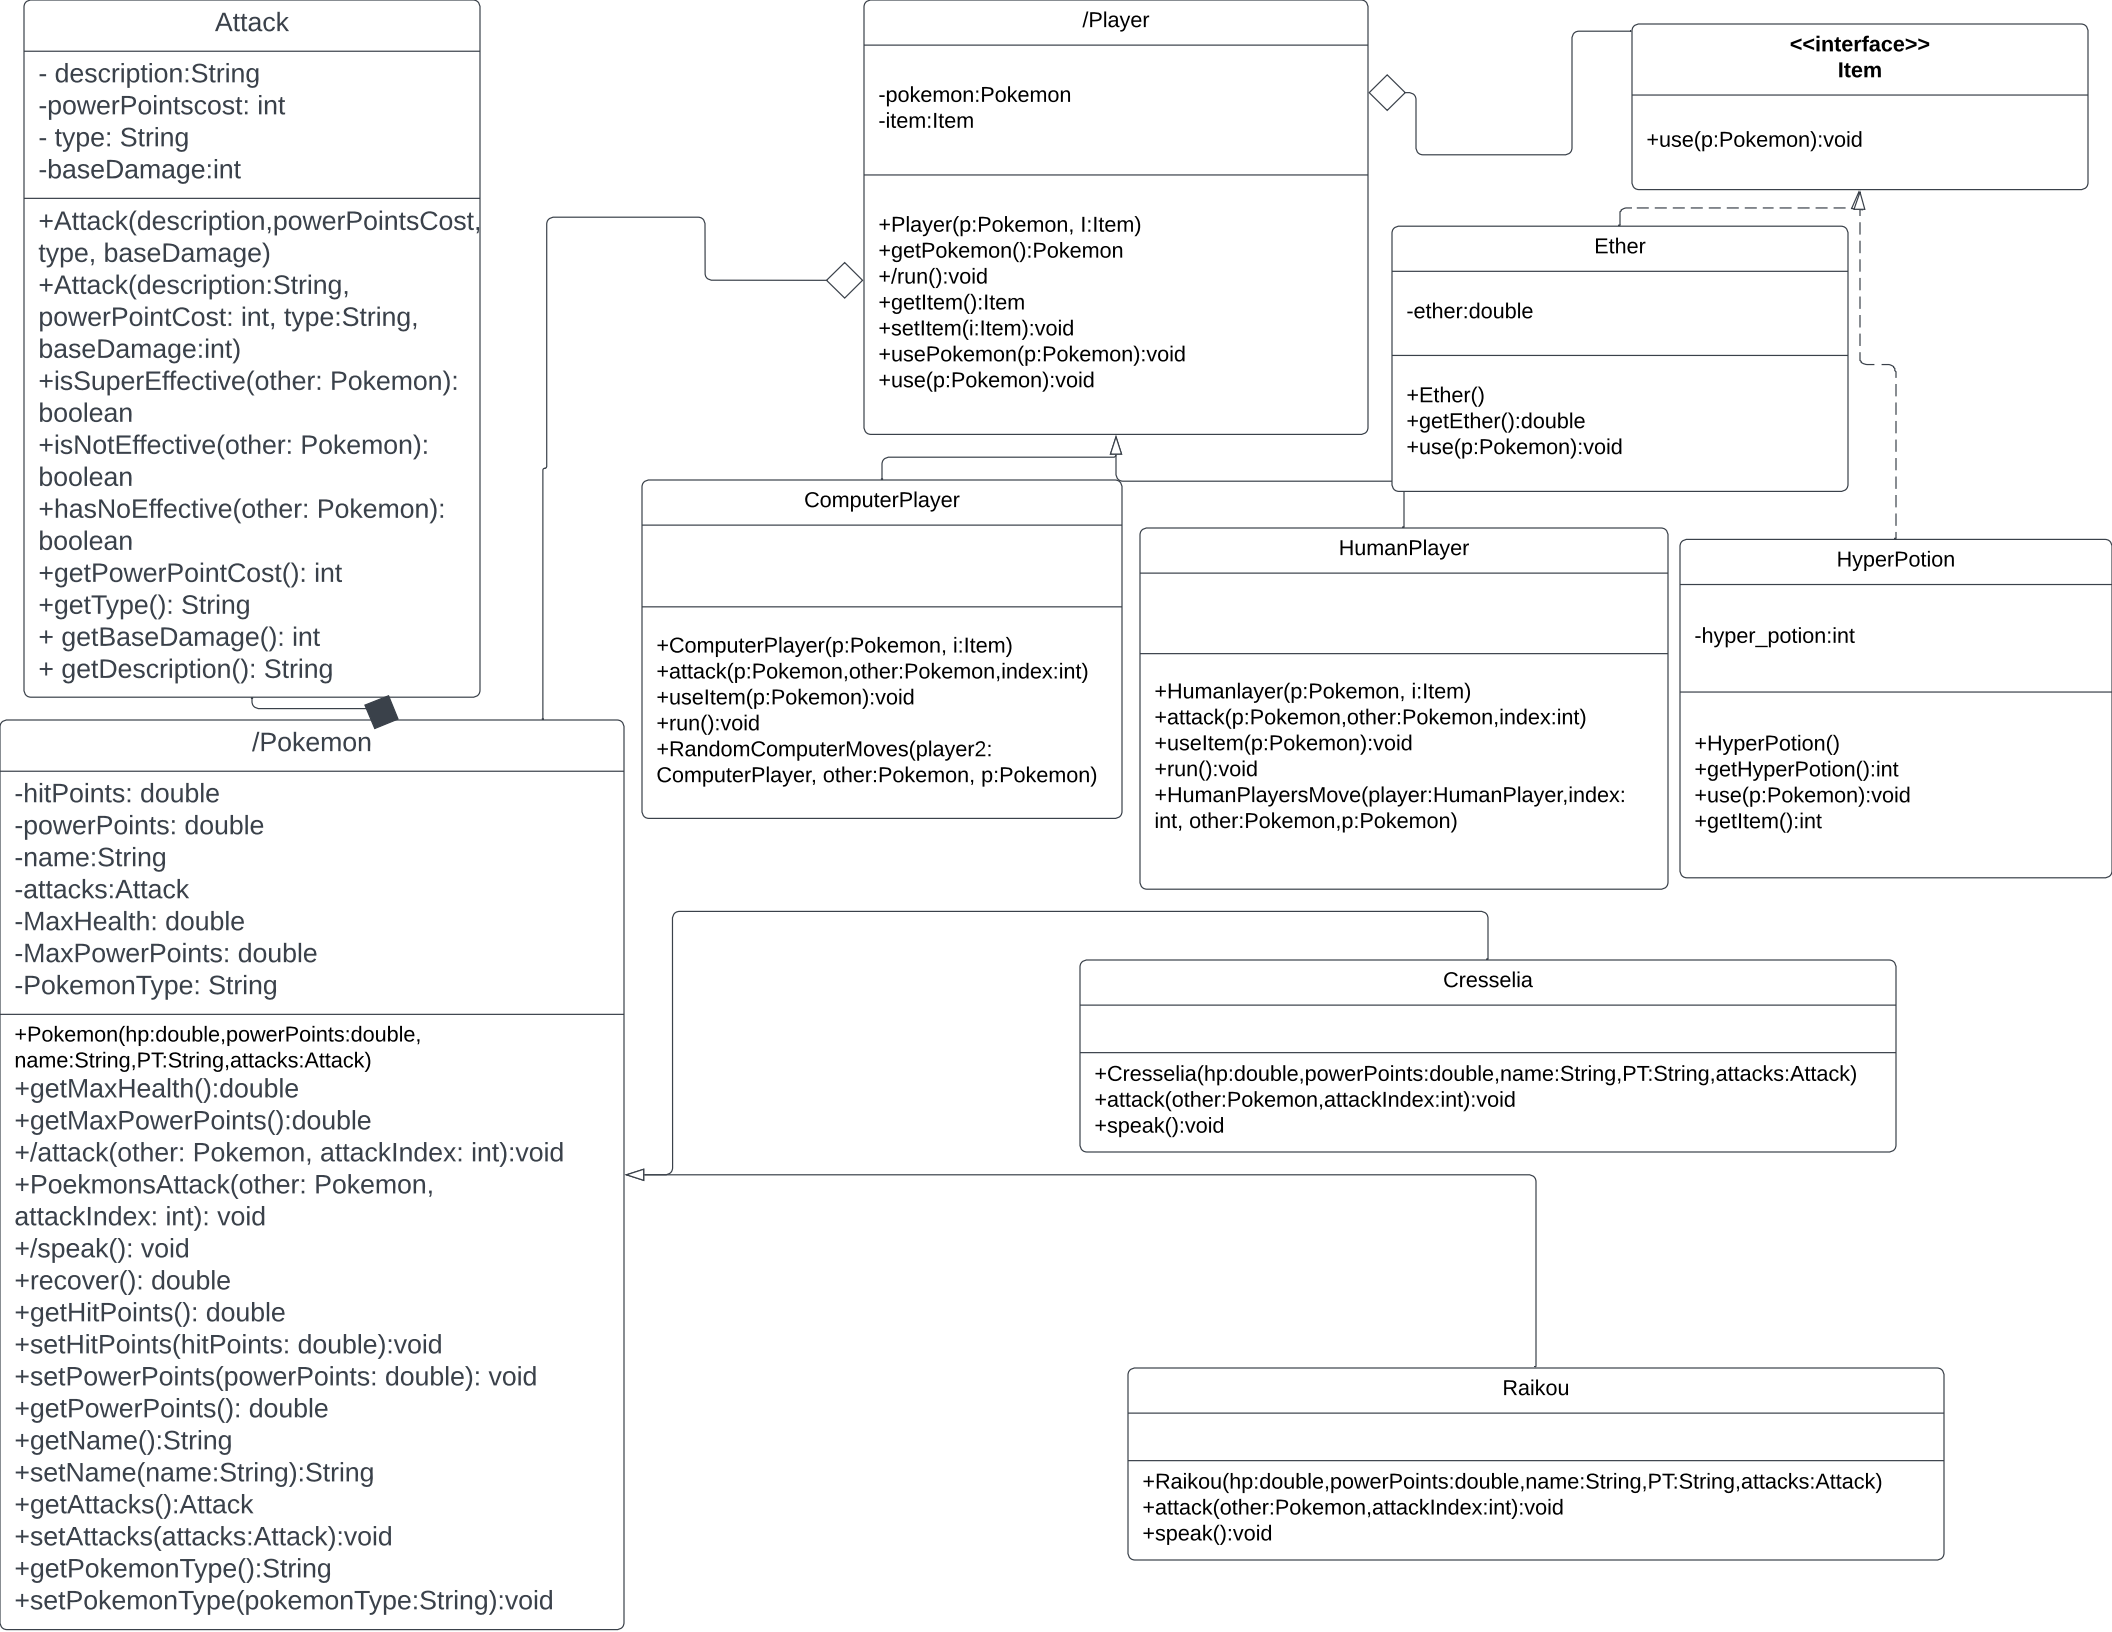 Attack
- description:String
-powerPointscost: int
- type: String
-baseDamage:int
+Attack(description,powerPointsCost,
type, baseDamage)
+Attack(description:String,
powerPointCost: int, type:String,
baseDamage:int)
+isSuperEffective(other: Pokemon):
boolean
+isNotEffective(other: Pokemon):
boolean
+hasNoEffective(other: Pokemon):
boolean
+getPowerPointCost(): int
+getType(): String
+ getBaseDamage(): int
+ getDescription(): String
/Player
-pokemon:Pokemon
-item:Item
+Player(p:Pokemon, I:Item)
+getPokemon():Pokemon
+/run():void
+getItem():Item
+setItem(i:Item):void
+usePokemon(p:Pokemon):void
+use(p:Pokemon):void
<<interface>>
Item
+use(p:Pokemon):void
Ether
-ether:double
+Ether()
+getEther():double
+use(p:Pokemon):void
ComputerPlayer
+ComputerPlayer(p:Pokemon, i:Item)
+attack(p:Pokemon,other:Pokemon,index:int)
+useItem(p:Pokemon):void
+run():void
+RandomComputerMoves(player2:
ComputerPlayer, other:Pokemon, p:Pokemon)
HumanPlayer
+Humanlayer(p:Pokemon, i:Item)
+attack(p:Pokemon,other:Pokemon,index:int)
+useItem(p:Pokemon):void
+run():void
+HumanPlayersMove(player:HumanPlayer,index:
int, other:Pokemon,p:Pokemon)
HyperPotion
-hyper_potion:int
+HyperPotion()
+getHyperPotion():int
+use(p:Pokemon):void
+getItem():int
/Pokemon
-hitPoints: double
-powerPoints: double
-name:String
-attacks:Attack
-MaxHealth: double
-MaxPowerPoints: double
-PokemonType: String
+Pokemon(hp:double,powerPoints:double,
name:String,PT:String,attacks:Attack)
+getMaxHealth():double
+getMaxPowerPoints():double
+/attack(other: Pokemon, attackIndex: int):void
+PoekmonsAttack(other: Pokemon,
attackIndex: int): void
+/speak(): void
+recover(): double
+getHitPoints(): double
+setHitPoints(hitPoints: double):void
+setPowerPoints(powerPoints: double): void
+getPowerPoints(): double
+getName():String
+setName(name:String):String
+getAttacks():Attack
+setAttacks(attacks:Attack):void
+getPokemonType():String
+setPokemonType(pokemonType:String):void
Cresselia
+Cresselia(hp:double,powerPoints:double,name:String,PT:String,attacks:Attack)
+attack(other:Pokemon,attackIndex:int):void
+speak():void
Raikou
+Raikou(hp:double,powerPoints:double,name:String,PT:String,attacks:Attack)
+attack(other:Pokemon,attackIndex:int):void
+speak():void